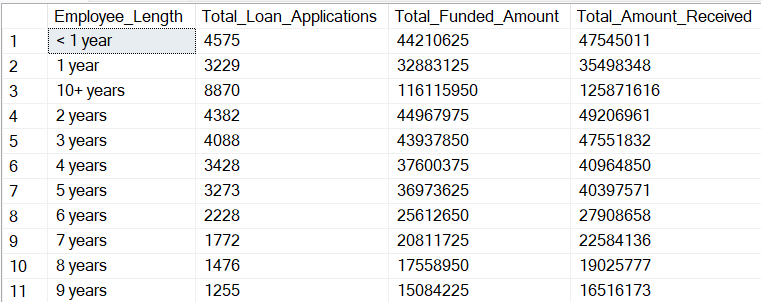 Employee_Length Total_Loan_Applications Total_Funded_Amount Total_Amount_Received
1 < 1 year 4575 44210625 47545011
2 1 year 3229 32883125 35498348
3 10+ years 8870 116115950 125871616
4 2 years 4382 44967975 49206961
5 3 years 4088 43937850 47551832
6 4 years 3428 37600375 40964850
7 5 years 3273 36973625 40397571
8 6 years 2228 25612650 27908658
9 7 years 1772 20811725 22584136
10 8 years 1476 17558950 19025777
11 9 years 1255 15084225 16516173